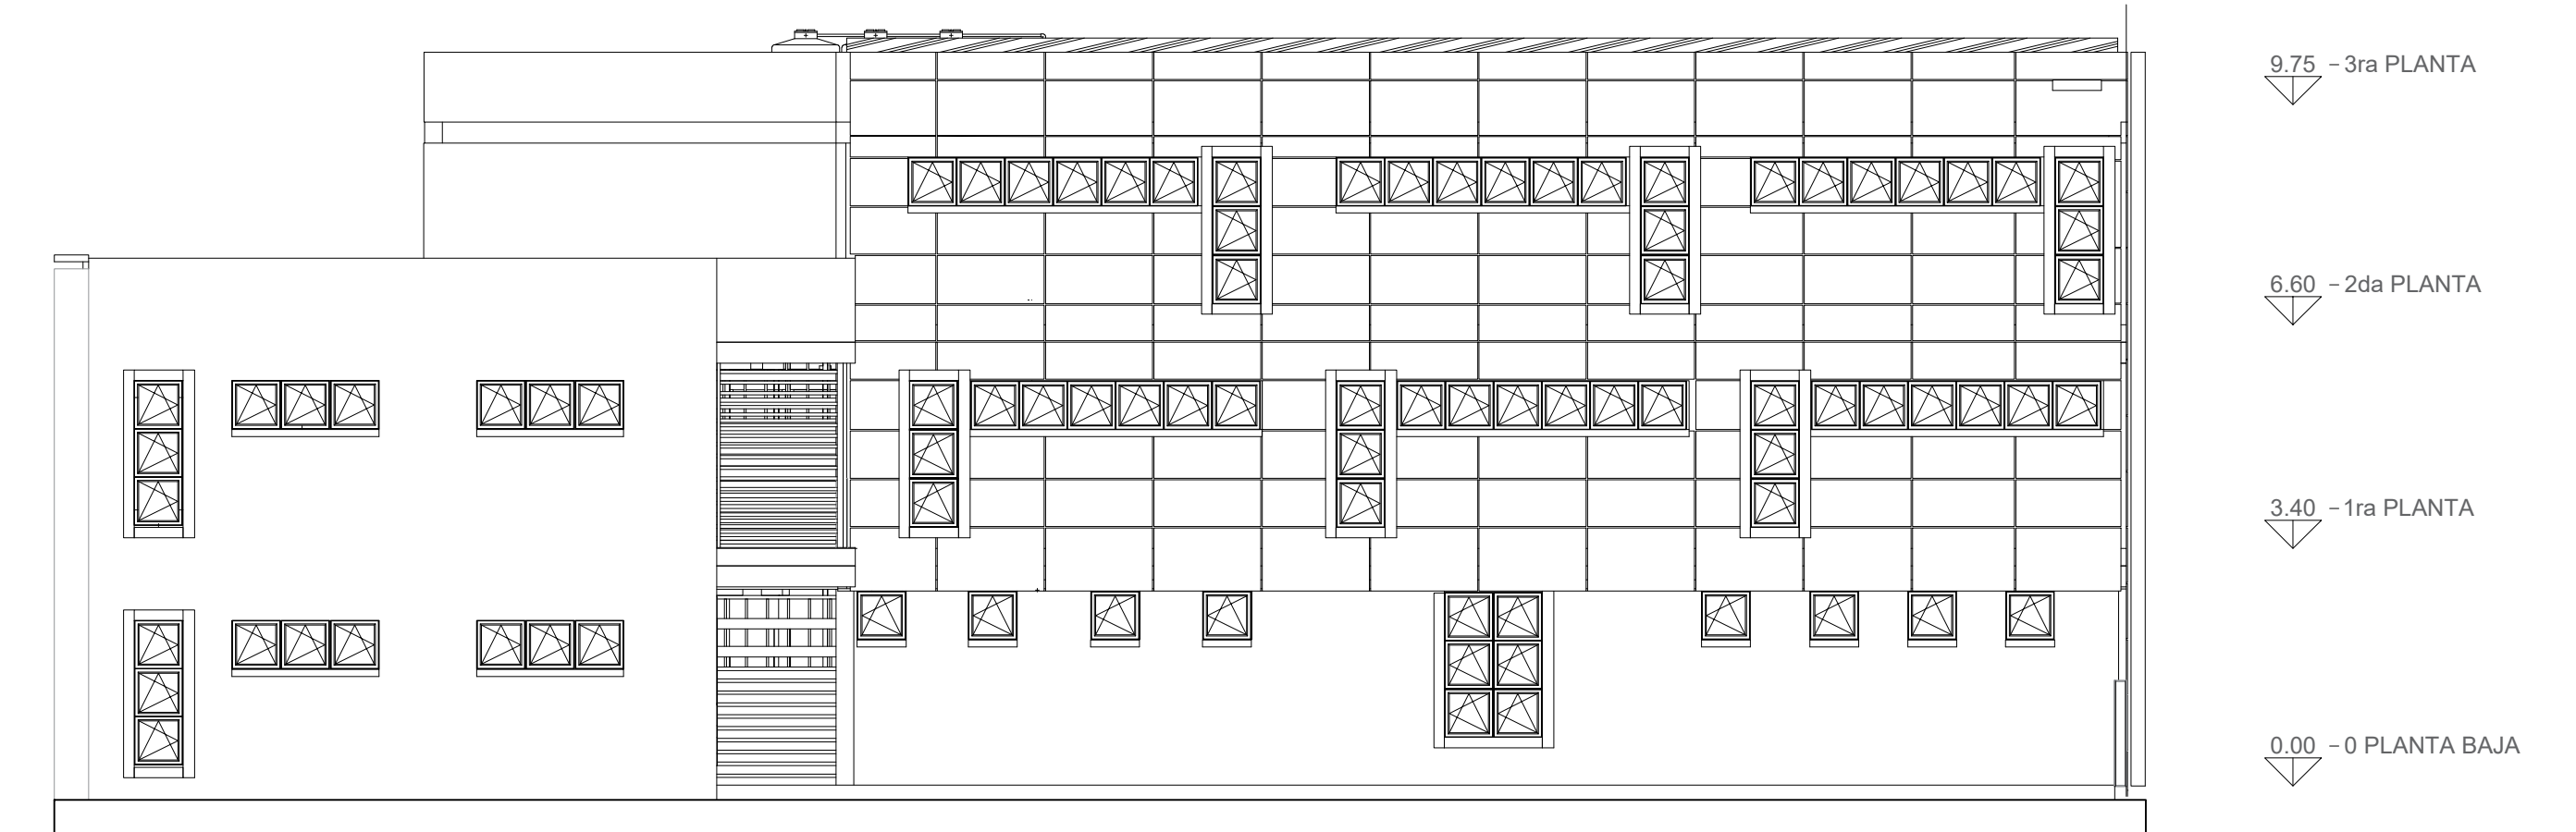 9.75 – 3ra PLANTA
6.60 – 2da PLANTA
3.40 – 1ra PLANTA
0.00 – 0 PLANTA BAJA